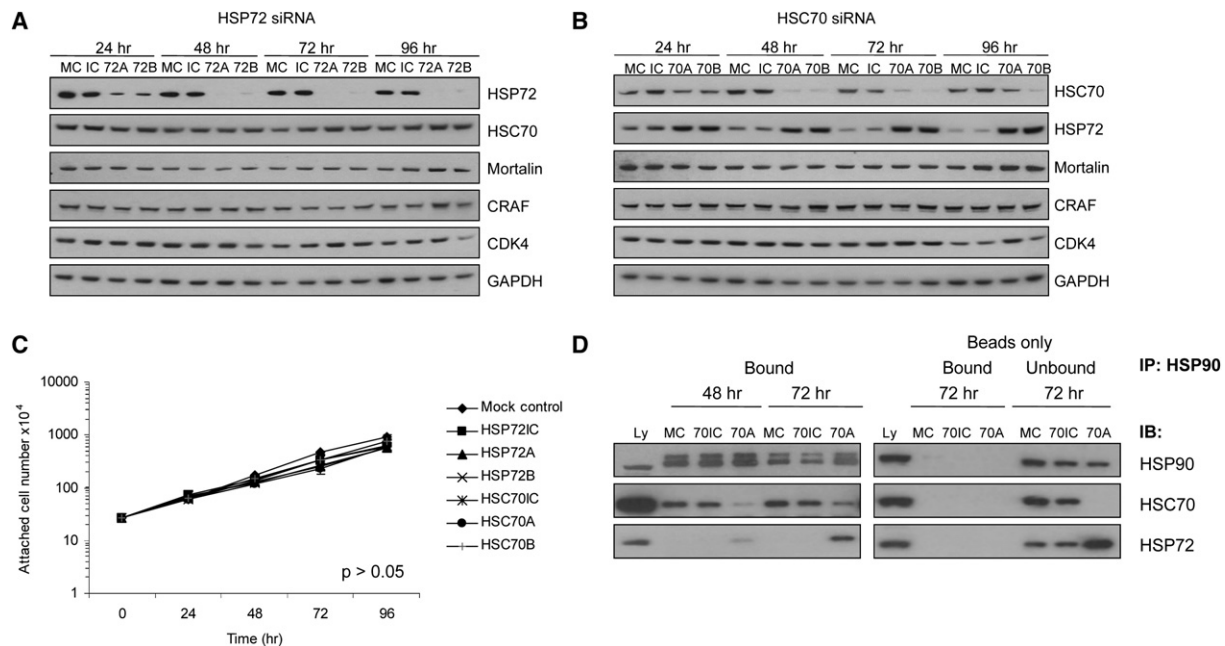 A
HSP72 siRNA
24 hr 48 hr 72 hr 96 hr
MC IC 72A 72B MC IC 72A 72B MC IC 72A 72B MC IC 72A 72B
HSP72
HSC70
Mortalin
CRAF
CDK4
GAPDH
B
HSC70 siRNA
24 hr 48 hr 72 hr 96 hr
MC IC 70A 70B MC IC 70A 70B MC IC 70A 70B MC IC 70A 70B
HSC70
HSP72
Mortalin
CRAF
CDK4
GAPDH
C
Attached cell number x10-4
10000
1000
100
10
1
0 24 48 72 96
Time (hr)
p > 0.05
Mock control
HSP72IC
HSP72A
HSP72B
HSC70IC
HSC70A
HSC70B
D
Beads only
Bound Bound Unbound IP: HSP90
48 hr 72 hr 72 hr 72 hr
Ly MC 70IC 70A MC 70IC 70A Ly MC 70IC 70A MC 70IC 70A IB:
HSP90
HSC70
HSP72